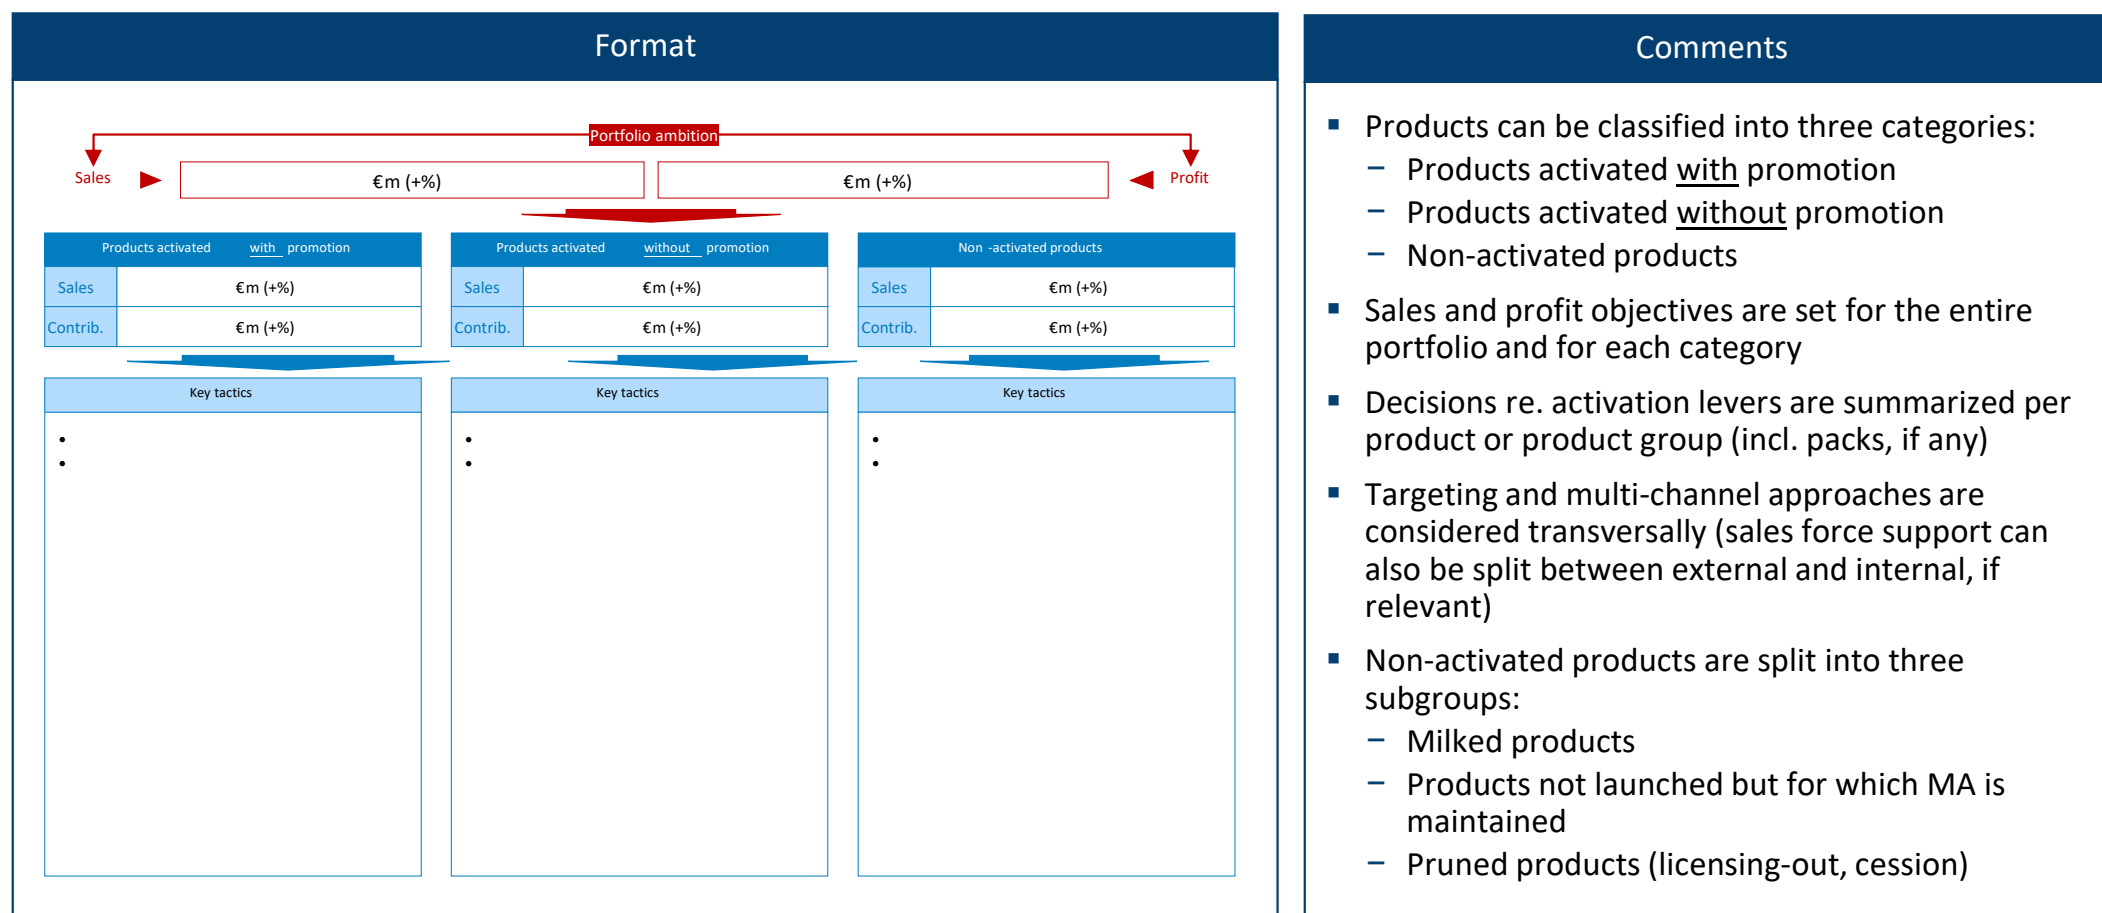 Format
Portfolio ambition
Sales
€m (+%)
€m (+%)
Profit
Products activated with promotion
Sales
€m (+%)
Contrib.
€m (+%)
Products activated without promotion
Sales
€m (+%)
Contrib.
€m (+%)
Non -activated products
Sales
€m (+%)
Contrib.
€m (+%)
Key tactics
•
•
Key tactics
•
•
Key tactics
•
•
Comments
▪ Products can be classified into three categories:
− Products activated with promotion
− Products activated without promotion
− Non-activated products
▪ Sales and profit objectives are set for the entire
portfolio and for each category
▪ Decisions re. activation levers are summarized per
product or product group (incl. packs, if any)
▪ Targeting and multi-channel approaches are
considered transversally (sales force support can
also be split between external and internal, if
relevant)
▪ Non-activated products are split into three
subgroups:
− Milked products
− Products not launched but for which MA is
maintained
− Pruned products (licensing-out, cession)